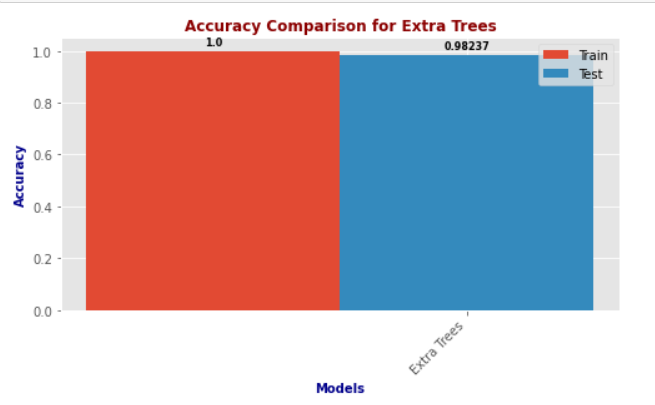 Accuracy Comparison for Extra Trees
1.0
0.98237
Train
Test
1.0
0.8
0.6
0.4
0.2
0.0
Accuracy
Extra Trees
Models